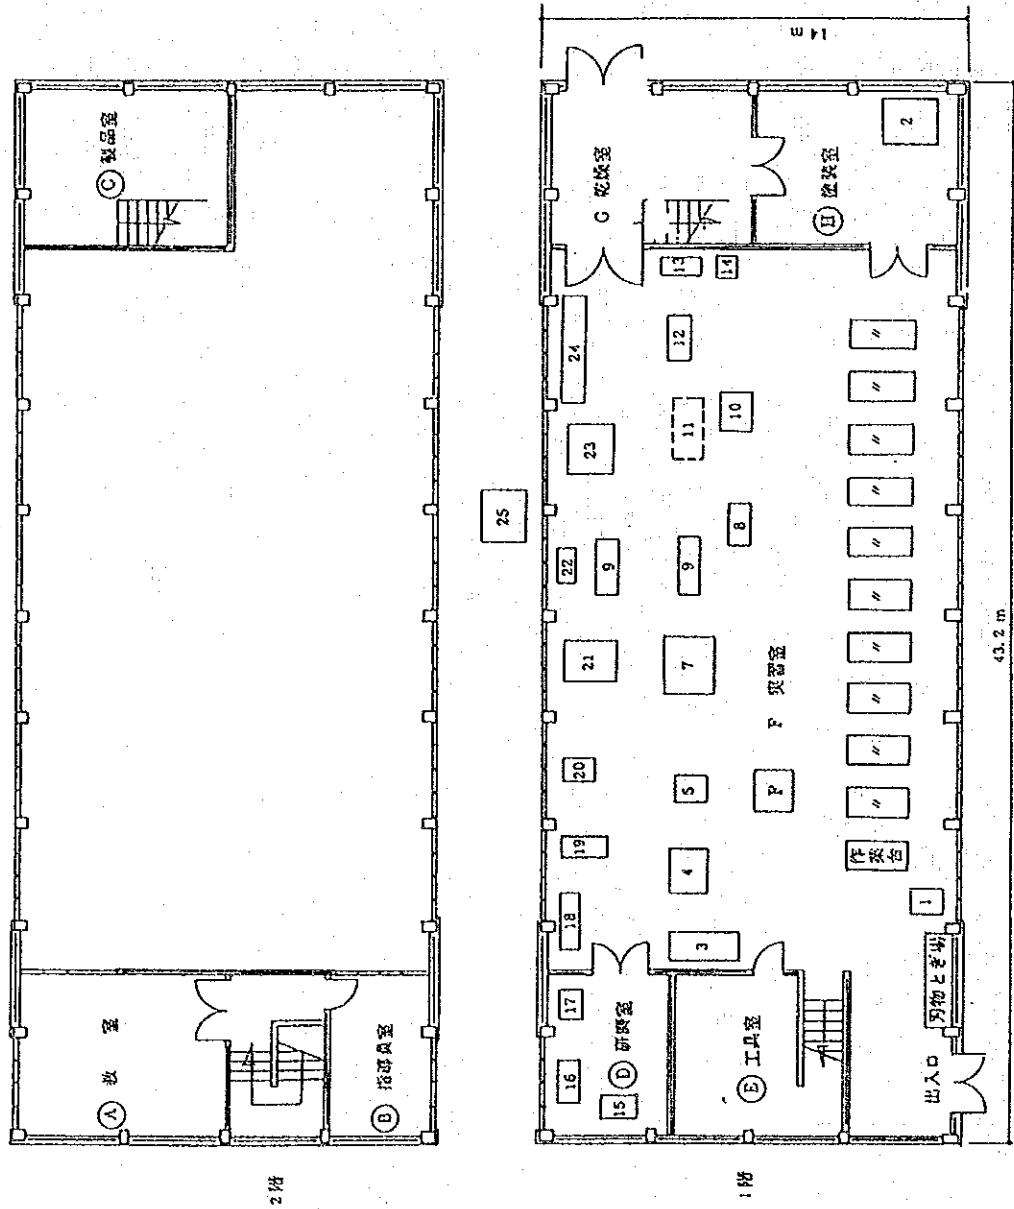 2階
Ⓐ 教室
Ⓑ 指導員室
Ⓒ 製品室
25
1階
14 m
43.2 m
Ⓓ 研磨室
15
16
17
Ⓔ 工具室
出入口
刃物とぎ場
1
作業台
〃
〃
〃
〃
〃
〃
〃
〃
〃
〃
F 実習室
P
3
4
5
7
8
9
9
10
11
12
13
14
18
19
20
21
22
23
24
G 乾燥室
Ⓗ 塗装室
2